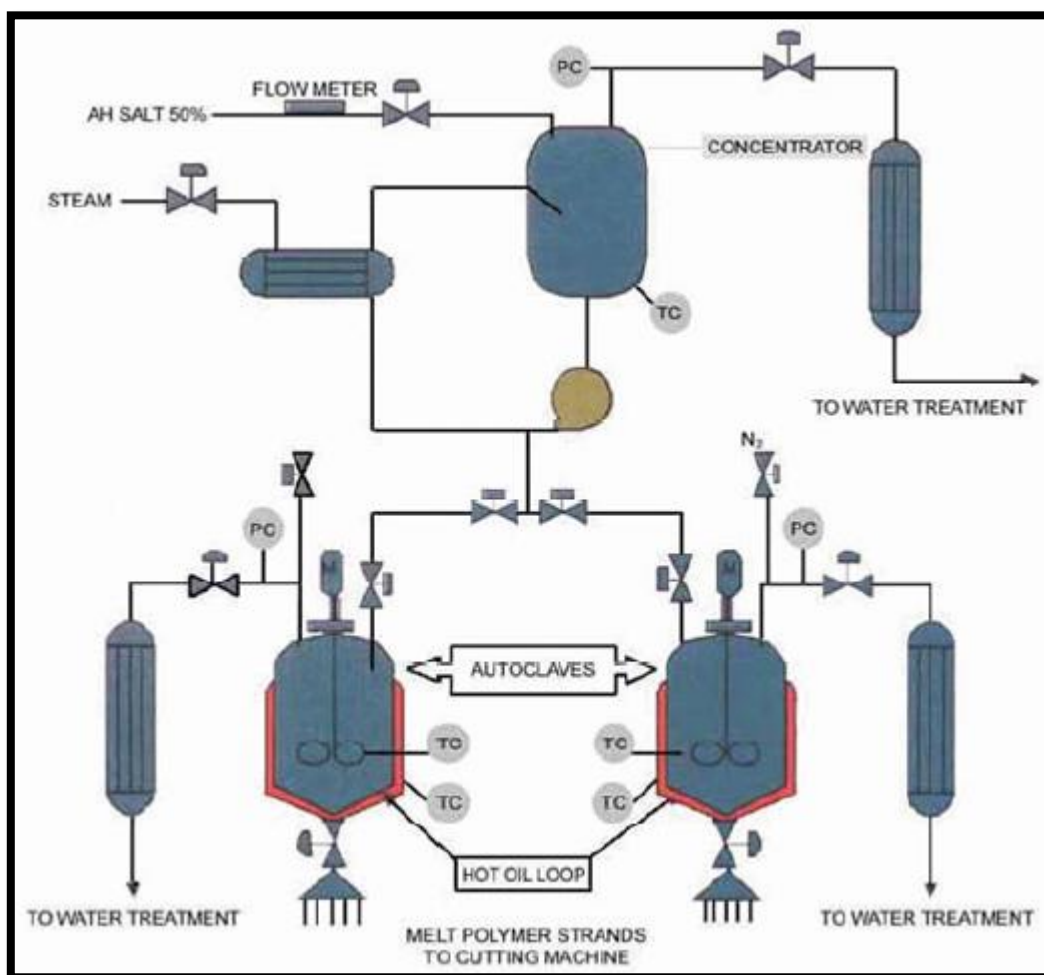 PC
FLOW METER
AH SALT 50%
CONCENTRATOR
STEAM
TC
TO WATER TREATMENT
N2
PC
PC
M
M
AUTOCLAVES
TC
TC
TC
TC
HOT OIL LOOP
TO WATER TREATMENT
TO WATER TREATMENT
MELT POLYMER STRANDS
TO CUTTING MACHINE